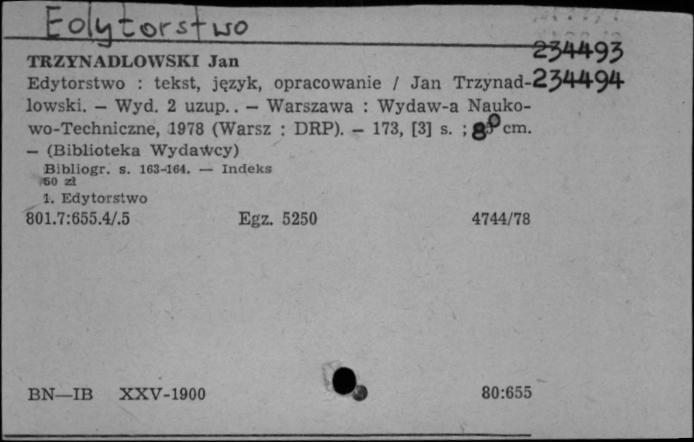 Edytorstwo
TRZYNADLOWSKI Jan
234493
Edytorstwo : tekst, język, opracowanie / Jan Trzynad-
234494
lowski. — Wyd. 2 uzup.. — Warszawa : Wydaw-a Nauko-
wo-Techniczne, 1978 (Warsz : DRP). — 173, [3] s. ; 8⁰ cm.
— (Biblioteka Wydawcy)
Bibliogr. s. 163-164. — Indeks
60 zł
1. Edytorstwo
801.7:655.4/.5 Egz. 5250 4744/78
BN—IB XXV-1900 80:655